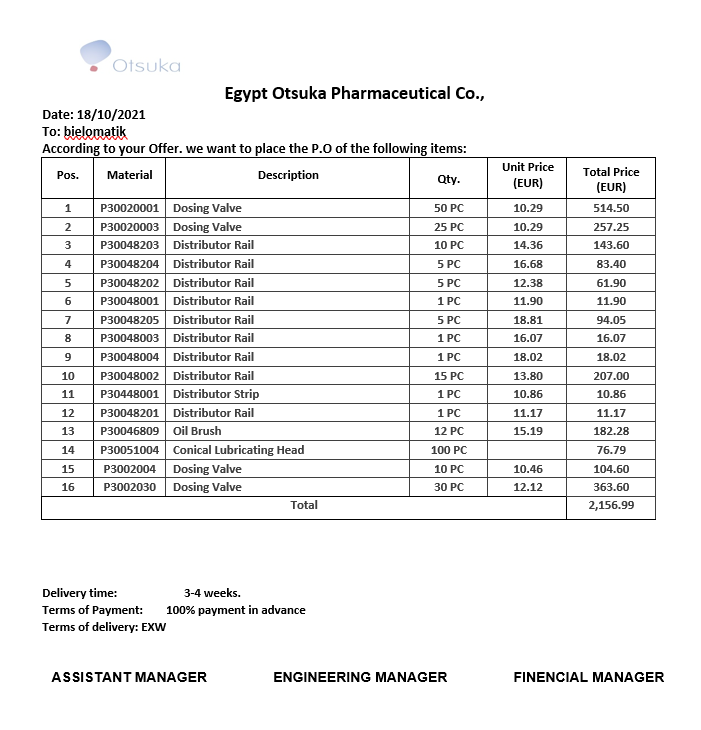 Otsuka
Egypt Otsuka Pharmaceutical Co.,
Date: 18/10/2021
To: bielomatik
According to your Offer. we want to place the P.O of the following items:
Pos. Material Description Qty. Unit Price (EUR) Total Price (EUR)
1 P30020001 Dosing Valve 50 PC 10.29 514.50
2 P30020003 Dosing Valve 25 PC 10.29 257.25
3 P30048203 Distributor Rail 10 PC 14.36 143.60
4 P30048204 Distributor Rail 5 PC 16.68 83.40
5 P30048202 Distributor Rail 5 PC 12.38 61.90
6 P30048001 Distributor Rail 1 PC 11.90 11.90
7 P30048205 Distributor Rail 5 PC 18.81 94.05
8 P30048003 Distributor Rail 1 PC 16.07 16.07
9 P30048004 Distributor Rail 1 PC 18.02 18.02
10 P30048002 Distributor Rail 15 PC 13.80 207.00
11 P30448001 Distributor Strip 1 PC 10.86 10.86
12 P30048201 Distributor Rail 1 PC 11.17 11.17
13 P30046809 Oil Brush 12 PC 15.19 182.28
14 P30051004 Conical Lubricating Head 100 PC 76.79
15 P3002004 Dosing Valve 10 PC 10.46 104.60
16 P3002030 Dosing Valve 30 PC 12.12 363.60
Total 2,156.99
Delivery time: 3-4 weeks.
Terms of Payment: 100% payment in advance
Terms of delivery: EXW
ASSISTANT MANAGER ENGINEERING MANAGER FINENCIAL MANAGER